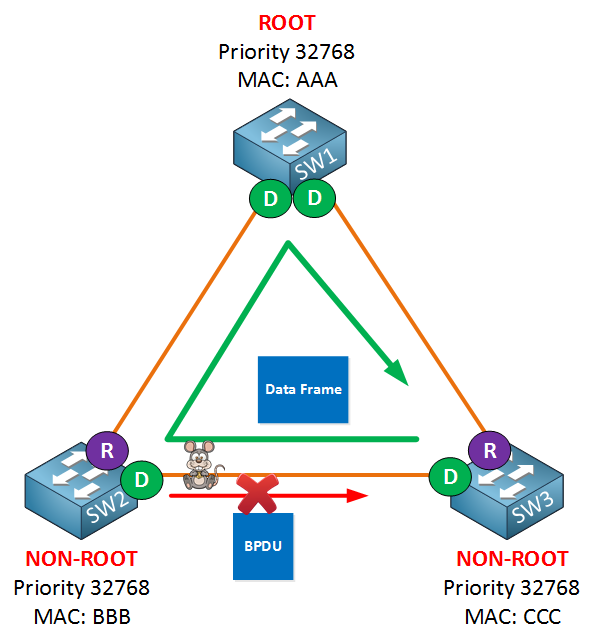 ROOT
Priority 32768
MAC: AAA
SW1
D
D
Data Frame
R
R
D
D
SW2
SW3
BPDU
NON-ROOT
Priority 32768
MAC: BBB
NON-ROOT
Priority 32768
MAC: CCC